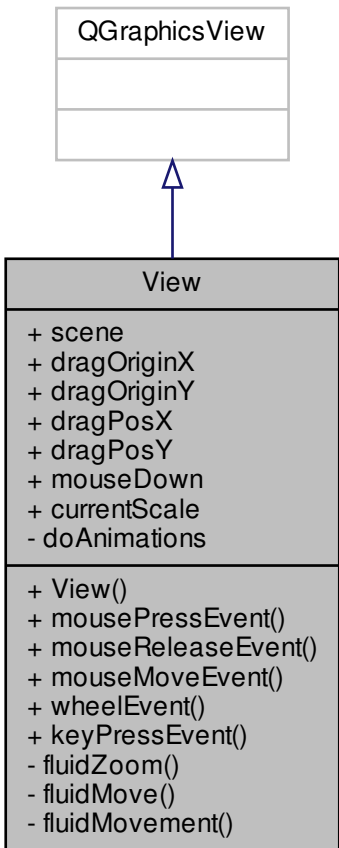 QGraphicsView
View
+ scene
+ dragOriginX
+ dragOriginY
+ dragPosX
+ dragPosY
+ mouseDown
+ currentScale
- doAnimations
+ View()
+ mousePressEvent()
+ mouseReleaseEvent()
+ mouseMoveEvent()
+ wheelEvent()
+ keyPressEvent()
- fluidZoom()
- fluidMove()
- fluidMovement()